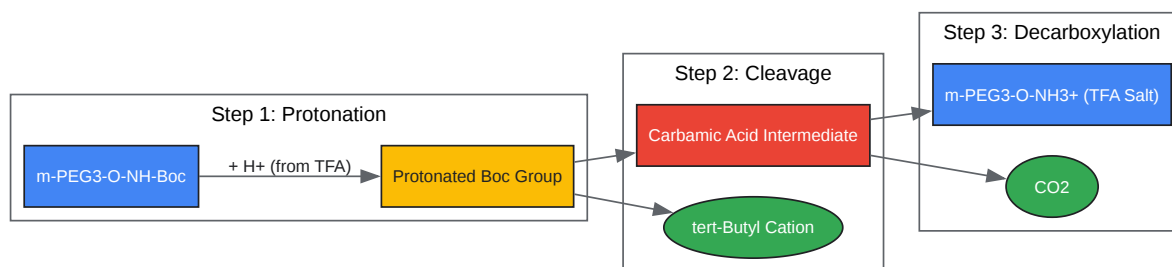 Step 1: Protonation
m-PEG3-O-NH-Boc
+ H+ (from TFA)
Protonated Boc Group
Step 2: Cleavage
Carbamic Acid Intermediate
tert-Butyl Cation
Step 3: Decarboxylation
m-PEG3-O-NH3+ (TFA Salt)
CO2